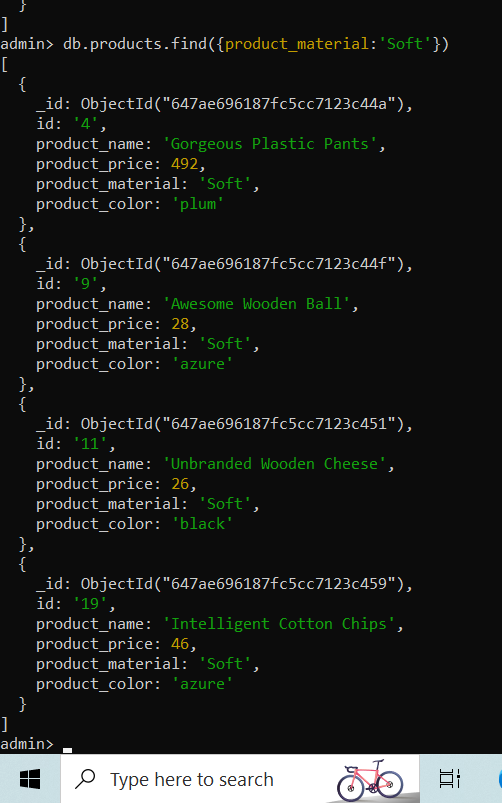 }
]
admin> db.products.find({product_material:'Soft'})
[
{
_id: ObjectId("647ae696187fc5cc7123c44a"),
id: '4',
product_name: 'Gorgeous Plastic Pants',
product_price: 492,
product_material: 'Soft',
product_color: 'plum'
},
{
_id: ObjectId("647ae696187fc5cc7123c44f"),
id: '9',
product_name: 'Awesome Wooden Ball',
product_price: 28,
product_material: 'Soft',
product_color: 'azure'
},
{
_id: ObjectId("647ae696187fc5cc7123c451"),
id: '11',
product_name: 'Unbranded Wooden Cheese',
product_price: 26,
product_material: 'Soft',
product_color: 'black'
},
{
_id: ObjectId("647ae696187fc5cc7123c459"),
id: '19',
product_name: 'Intelligent Cotton Chips',
product_price: 46,
product_material: 'Soft',
product_color: 'azure'
}
]
admin>
Type here to search